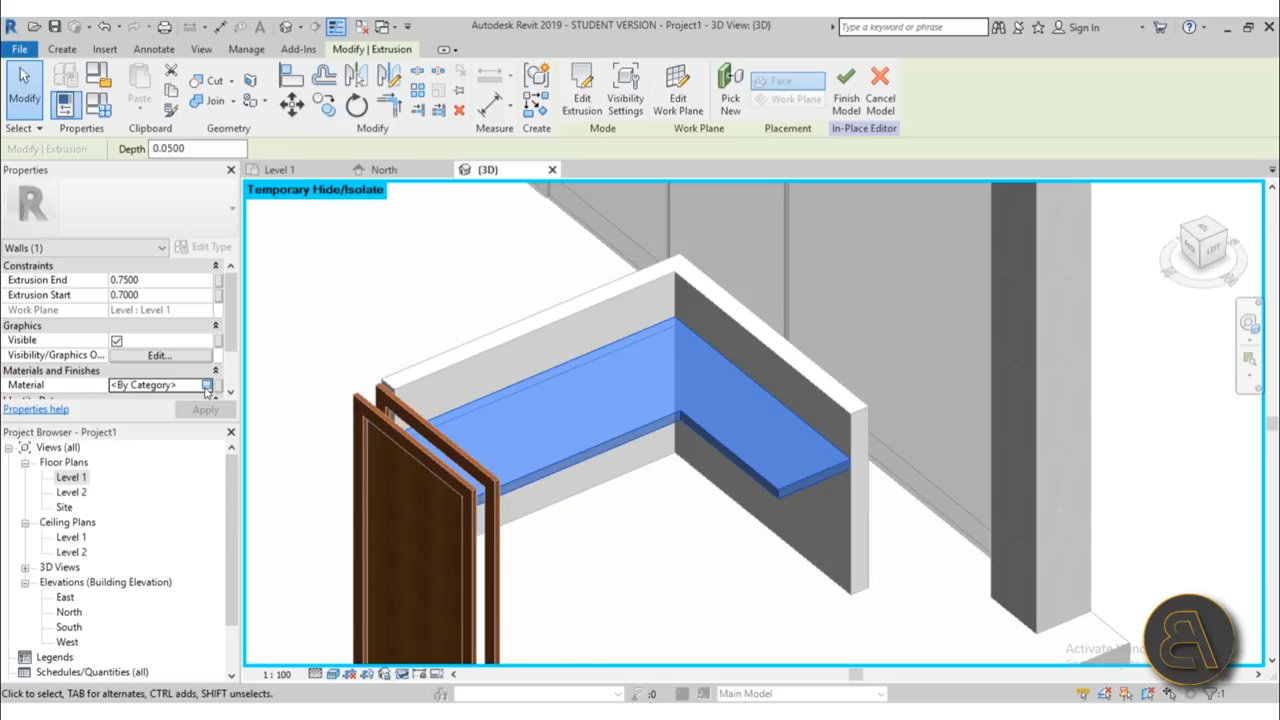 Autodesk Revit 2019 - STUDENT VERSION - Project1 - 3D View: {3D}
Type a keyword or phrase
Sign In
File Create Insert Annotate View Manage Add-Ins Modify | Extrusion
Modify
Paste
Cut
Join
Edit Extrusion
Visibility Settings
Edit Work Plane
Pick New
Face
Work Plane
Finish Model
Cancel Model
Select Properties Clipboard Geometry Modify Measure Create Mode Work Plane Placement In-Place Editor
Modify | Extrusion Depth 0.0500
Properties
Level 1 North {3D}
Temporary Hide/Isolate
Walls (1) Edit Type
Constraints
Extrusion End 0.7500
Extrusion Start 0.7000
Work Plane Level : Level 1
Graphics
Visible
Visibility/Graphics O... Edit...
Materials and Finishes
Material <By Category>
Properties help Apply
Project Browser - Project1
Views (all)
Floor Plans
Level 1
Level 2
Site
Ceiling Plans
Level 1
Level 2
3D Views
Elevations (Building Elevation)
East
North
South
West
Legends
Schedules/Quantities (all)
LEFT
1 : 100
Click to select, TAB for alternates, CTRL adds, SHIFT unselects.
:0
Main Model
:1